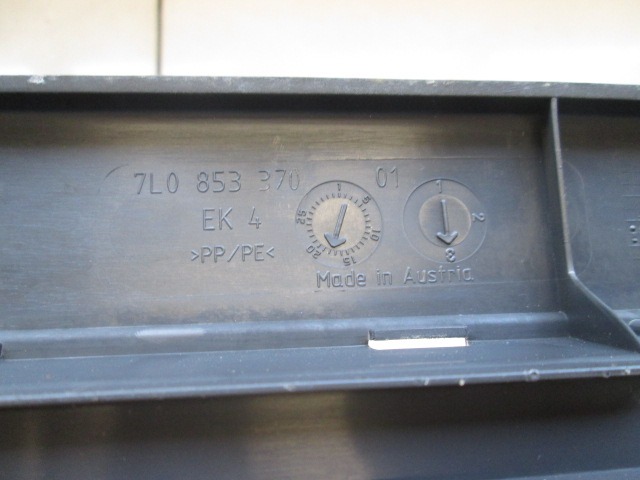 7L0 853 370 01
EK 4
>PP/PE<
1 5 10 15 20 25
1 2 3
Made in Austria